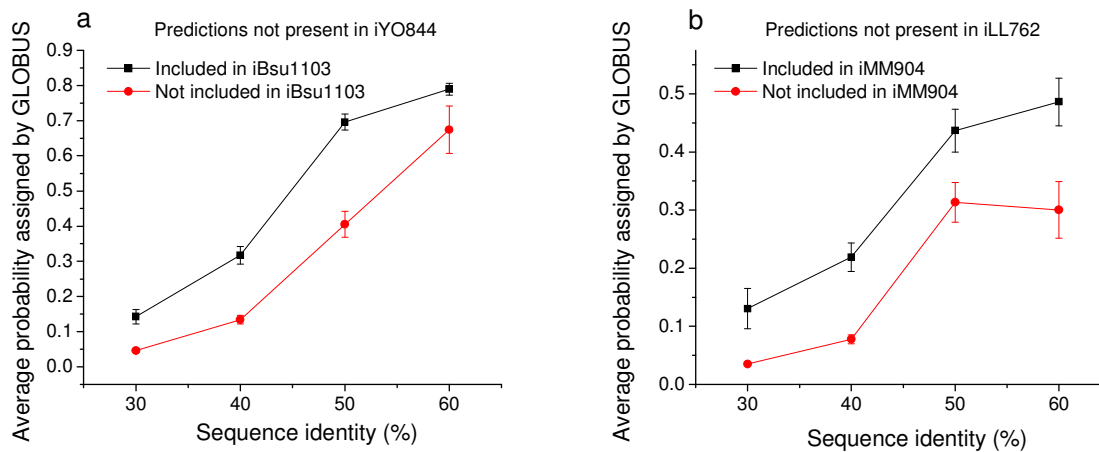 a
Predictions not present in iYO844
Included in iBsu1103
Not included in iBsu1103
Average probability assigned by GLOBUS
0.9
0.8
0.7
0.6
0.5
0.4
0.3
0.2
0.1
0.0
30 40 50 60
Sequence identity (%)
b
Predictions not present in iLL762
Included in iMM904
Not included in iMM904
Average probability assigned by GLOBUS
0.5
0.4
0.3
0.2
0.1
0.0
30 40 50 60
Sequence identity (%)